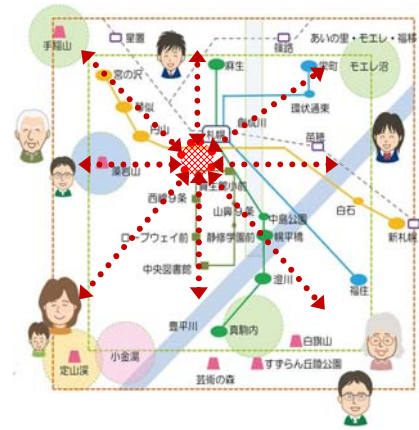 手稲山
星置
篠路
あいの里・モエレ・福移
宮の沢
麻生
栄町
モエレ沼
琴似
環状通東
円山
札幌
苗穂
藻岩山
資生館小前
西線9条
山鼻9条
中島公園
白石
ロープウェイ前
静修学園前
幌平橋
新札幌
中央図書館
澄川
福住
豊平川
真駒内
白旗山
定山渓
小金湯
すずらん丘陵公園
芸術の森